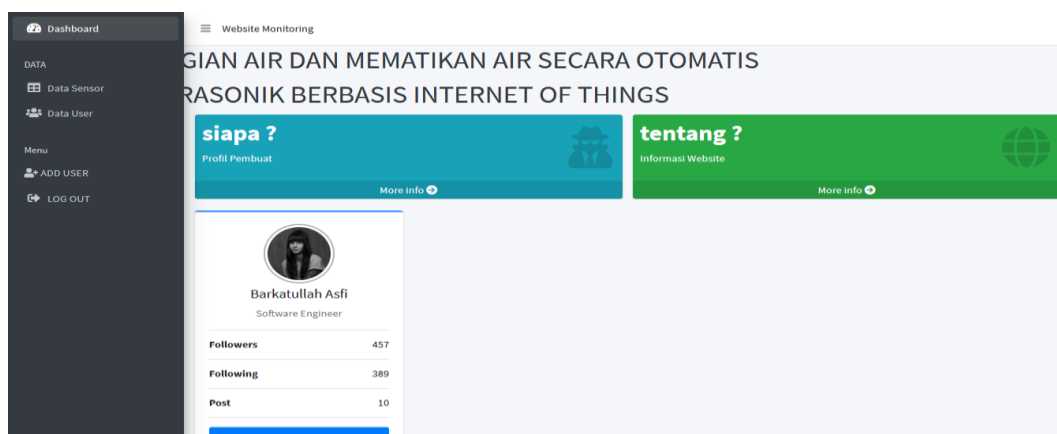 Dashboard
DATA
Data Sensor
Data User
Menu
ADD USER
LOG OUT
Website Monitoring
GIAN AIR DAN MEMATIKAN AIR SECARA OTOMATIS
RASONIK BERBASIS INTERNET OF THINGS
siapa ?
Profil Pembuat
More info
tentang ?
Informasi Website
More info
Barkatullah Asfi
Software Engineer
Followers 457
Following 389
Post 10